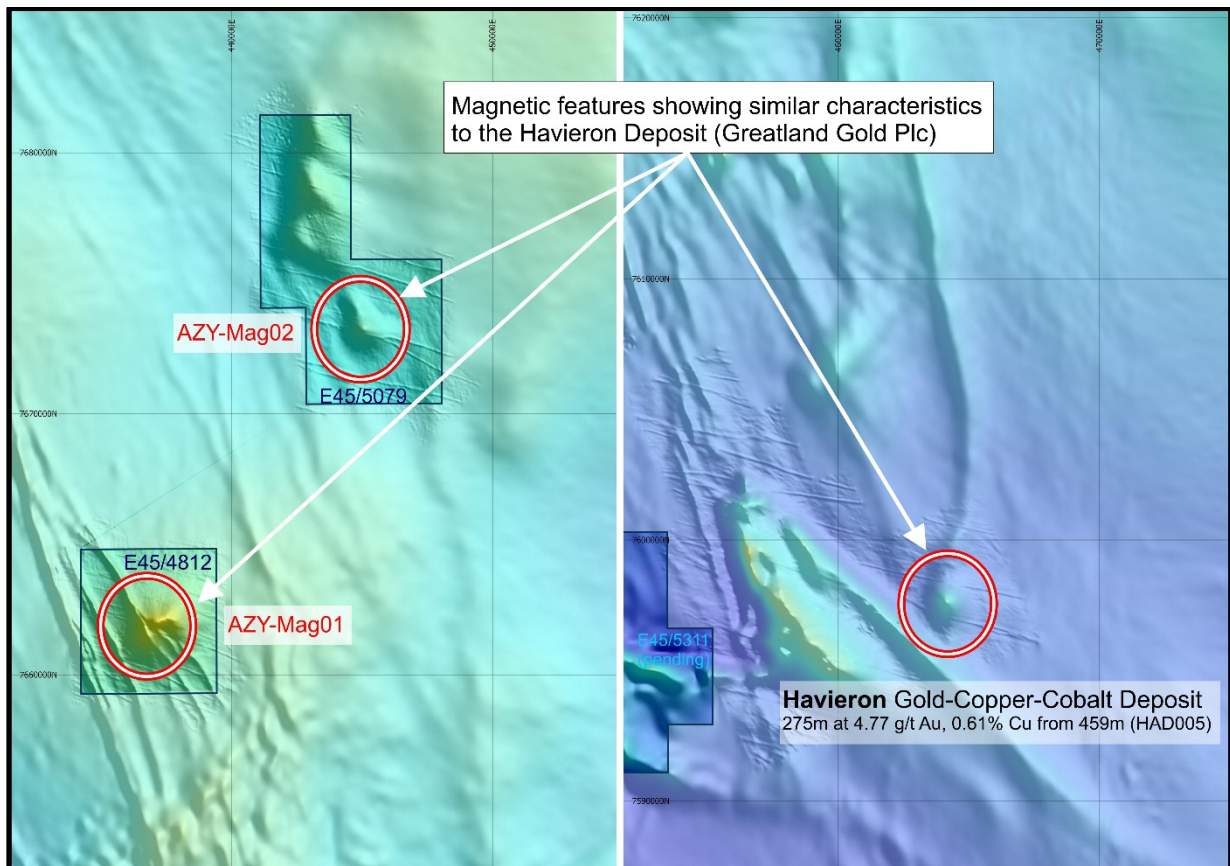 440000E
450000E
460000E
470000E
7620000N
Magnetic features showing similar characteristics
to the Havieron Deposit (Greatland Gold Plc)
7680000N
7610000N
AZY-Mag02
E45/5079
7670000N
7600000N
E45/4812
AZY-Mag01
E45/5311
(pending)
7660000N
Havieron Gold-Copper-Cobalt Deposit
275m at 4.77 g/t Au, 0.61% Cu from 459m (HAD005)
7590000N